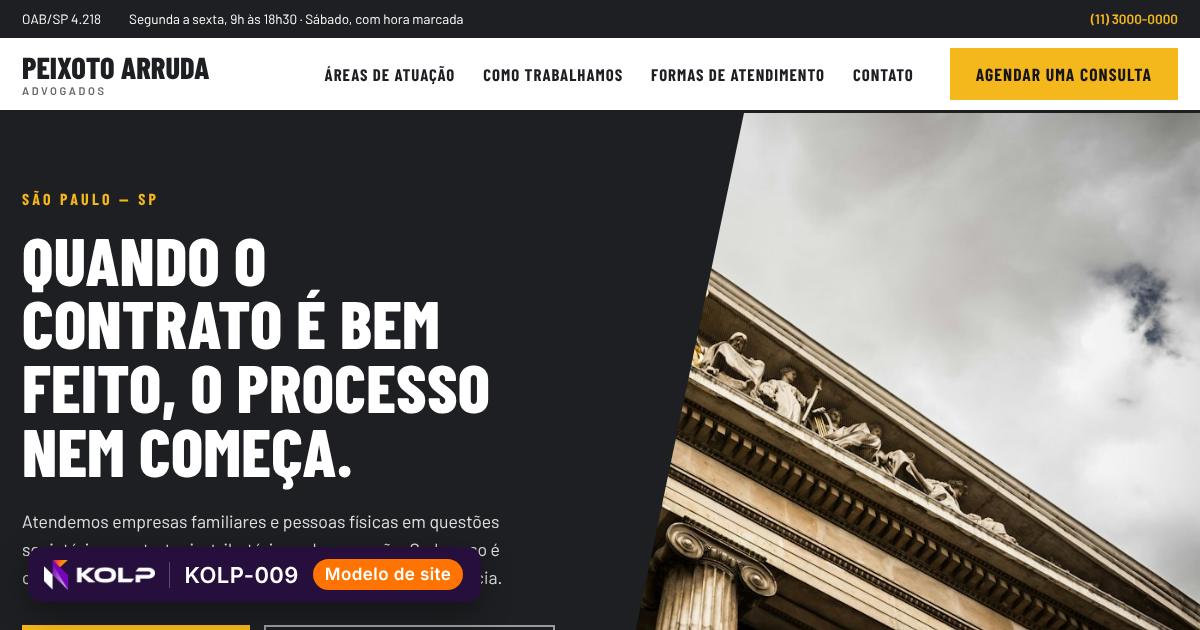 OAB/SP 4.218 Segunda a sexta, 9h às 18h30 · Sábado, com hora marcada (11) 3000-0000
PEIXOTO ARRUDA
ADVOGADOS
ÁREAS DE ATUAÇÃO COMO TRABALHAMOS FORMAS DE ATENDIMENTO CONTATO AGENDAR UMA CONSULTA
SÃO PAULO — SP
QUANDO O
CONTRATO É BEM
FEITO, O PROCESSO
NEM COMEÇA.
Atendemos empresas familiares e pessoas físicas em questões
é
KOLP KOLP-009 Modelo de site